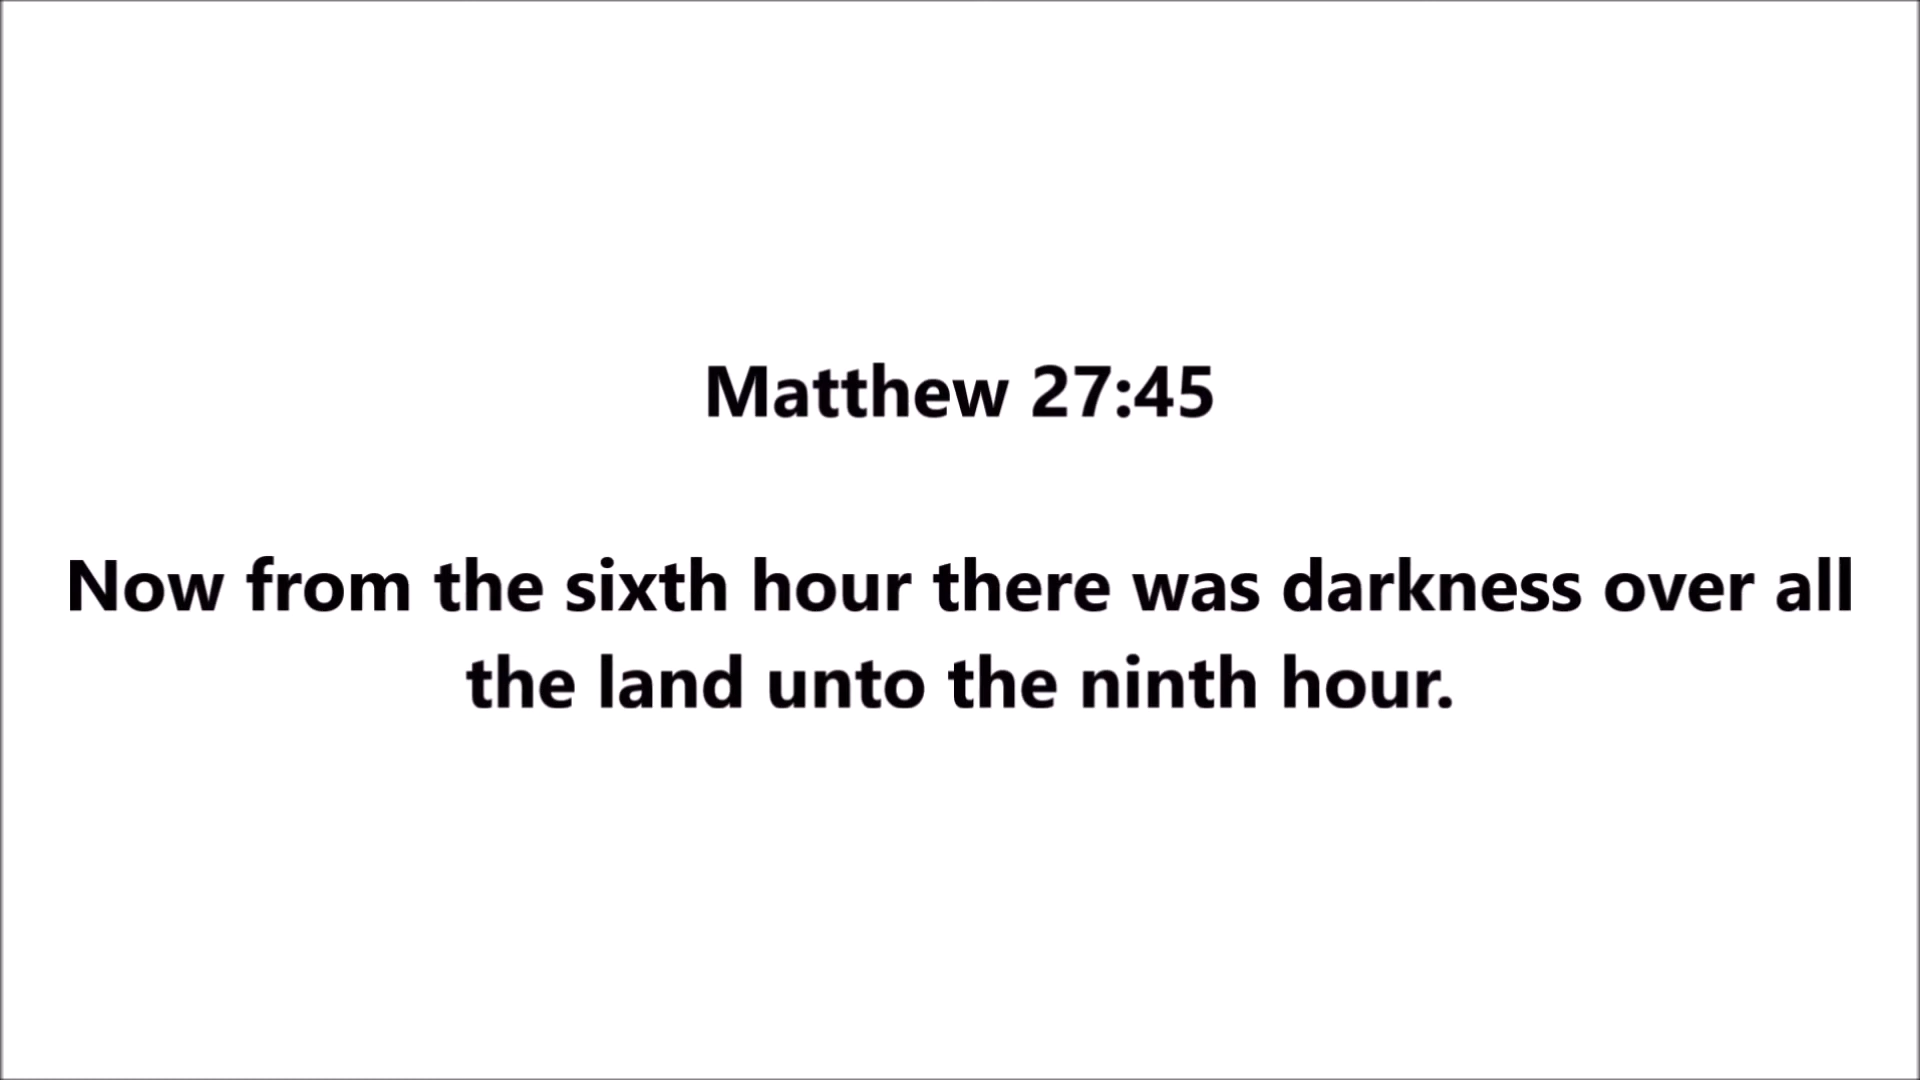 Matthew 27:45
Now from the sixth hour there was darkness over all
the land unto the ninth hour.